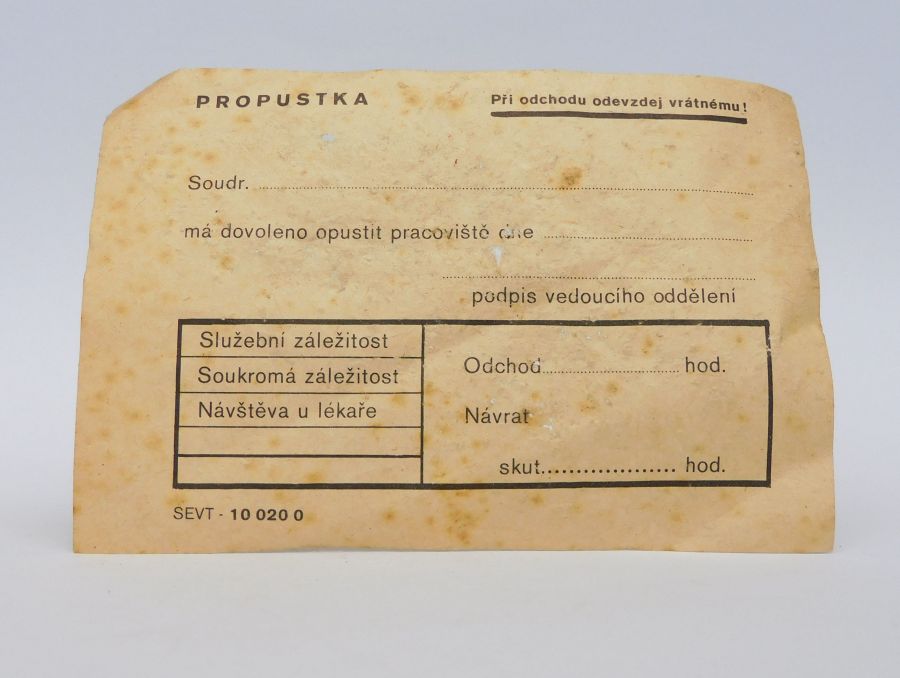 PROPUSTKA
Při odchodu odevzdej vrátnému!
Soudr.
má dovoleno opustit pracoviště dne
podpis vedoucího oddělení
Služební záležitost
Soukromá záležitost
Návštěva u lékaře
Odchod hod.
Návrat
skut. hod.
SEVT - 10 020 0